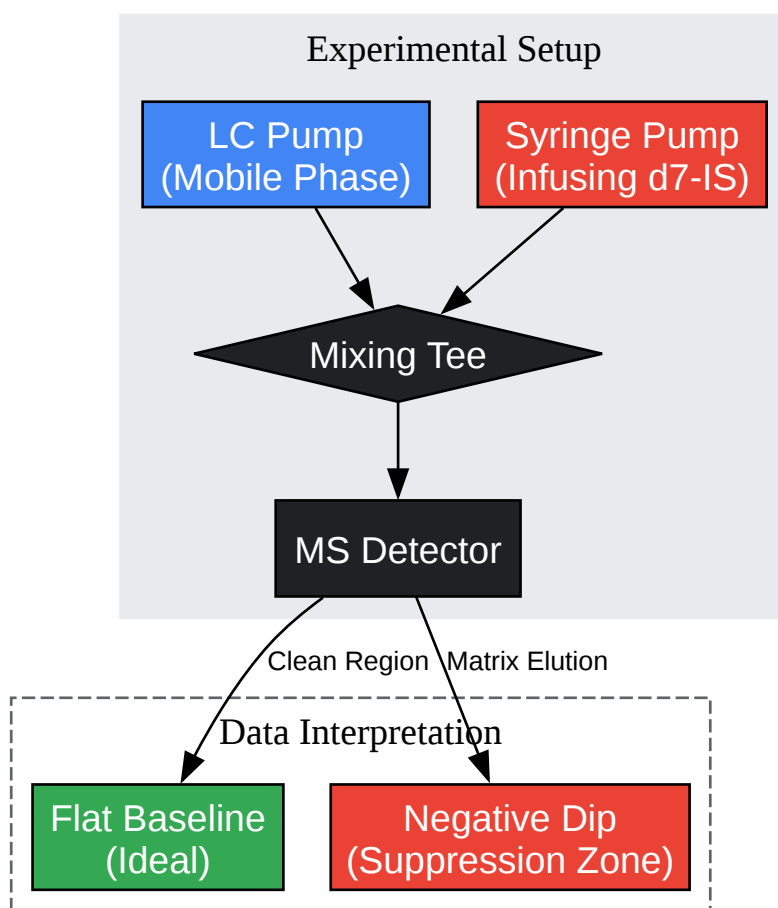 Experimental Setup
LC Pump
(Mobile Phase)
Syringe Pump
(Infusing d7-IS)
Mixing Tee
MS Detector
Clean Region
Matrix Elution
Data Interpretation
Flat Baseline
(Ideal)
Negative Dip
(Suppression Zone)